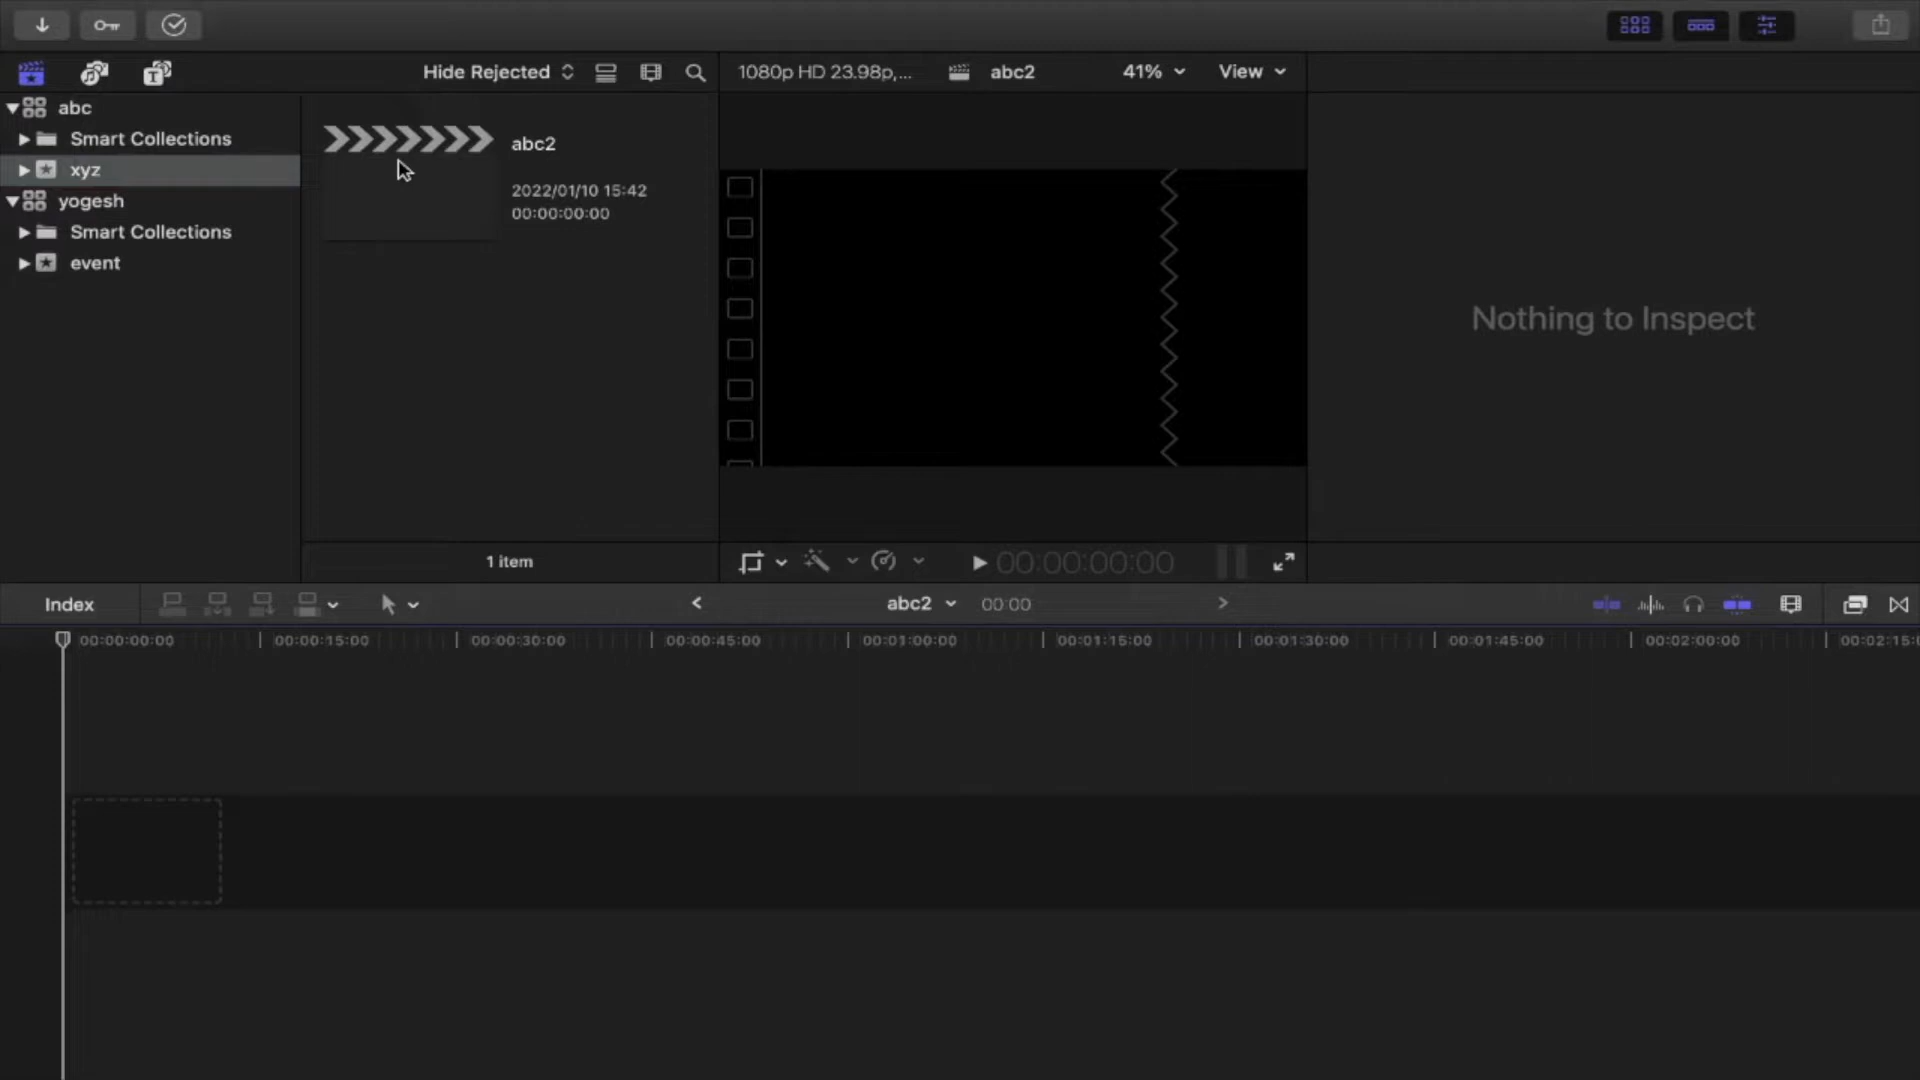 Hide Rejected
1080p HD 23.98p,...
abc2
41%
View
abc
Smart Collections
xyz
yogesh
Smart Collections
event
abc2
2022/01/10 15:42
00:00:00:00
Nothing to Inspect
1 item
00:00:00:00
Index
abc2
00:00
00:00:00:00
00:00:15:00
00:00:30:00
00:00:45:00
00:01:00:00
00:01:15:00
00:01:30:00
00:01:45:00
00:02:00:00
00:02:15:0